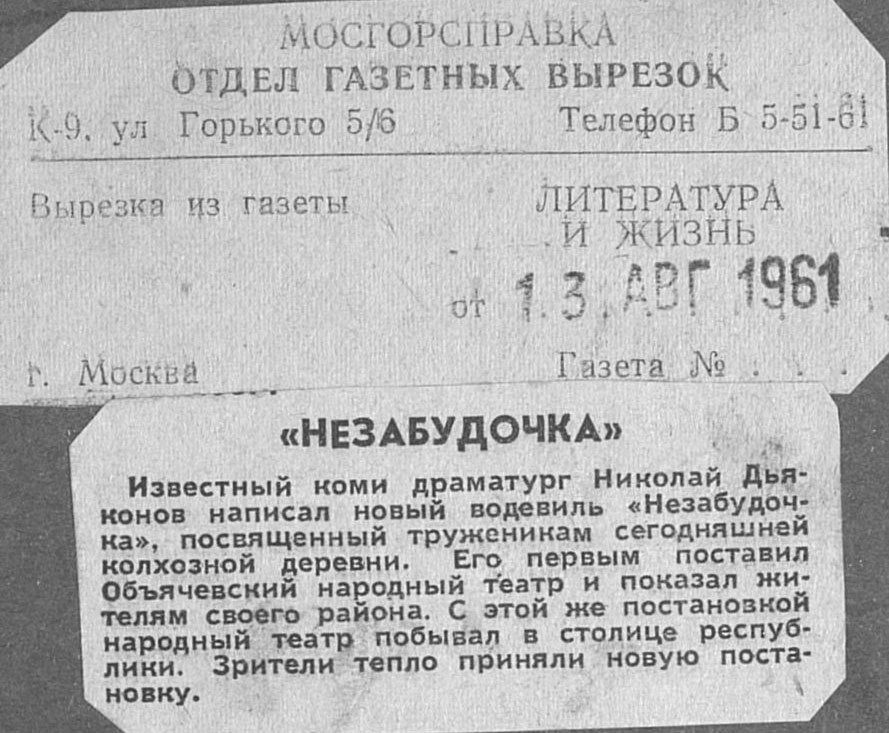 МОСГОРСПРАВКА
ОТДЕЛ ГАЗЕТНЫХ ВЫРЕЗОК
К-9, ул Горького 5/6 Телефон Б 5-51-61
Вырезка из газеты ЛИТЕРАТУРА
И ЖИЗНЬ
от 13 АВГ 1961
г. Москва Газета № . . .
«НЕЗАБУДОЧКА»
Известный коми драматург Николай Дья-
конов написал новый водевиль «Незабудоч-
ка», посвященный труженикам сегодняшней
колхозной деревни. Его первым поставил
Объячевский народный театр и показал жи-
телям своего района. С этой же постановкой
народный театр побывал в столице респуб-
лики. Зрители тепло приняли новую поста-
новку.